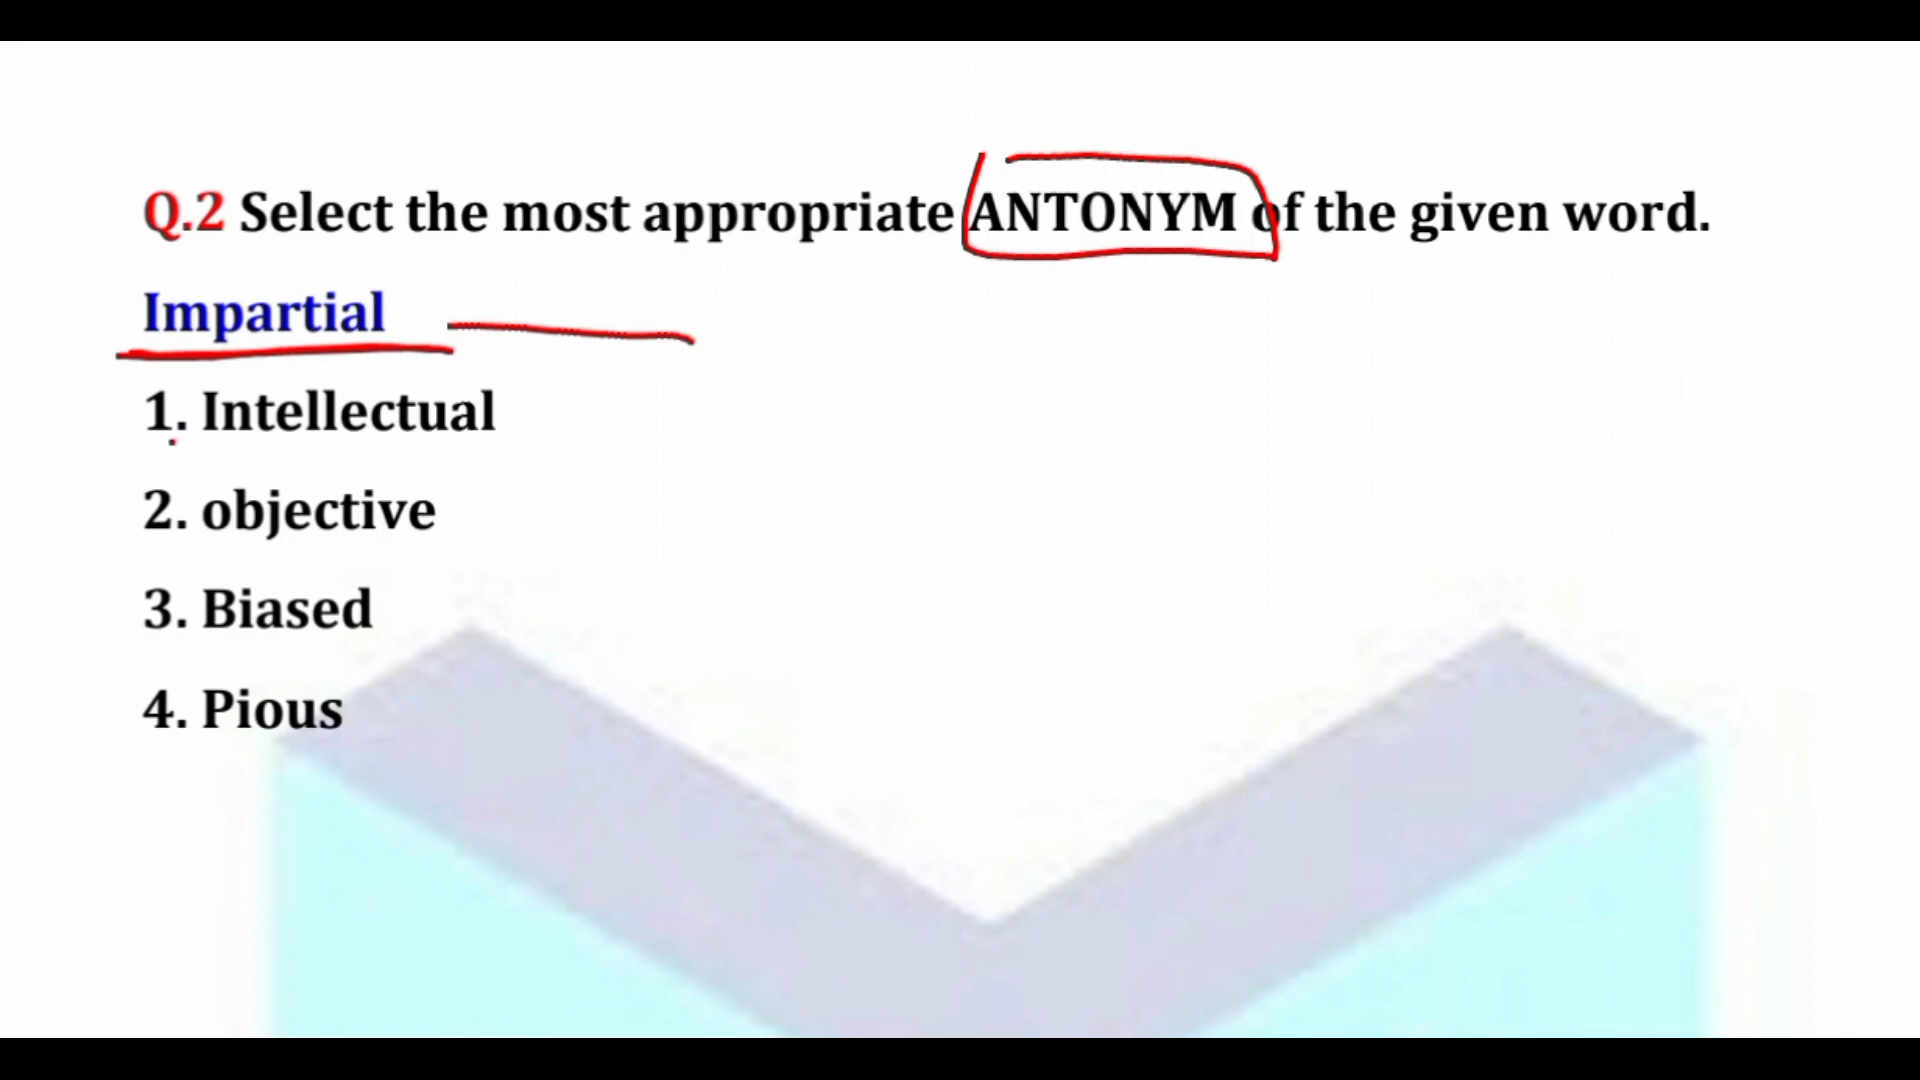 Q.2 Select the most appropriate ANTONYM of the given word.
Impartial
1. Intellectual
2. objective
3. Biased
4. Pious